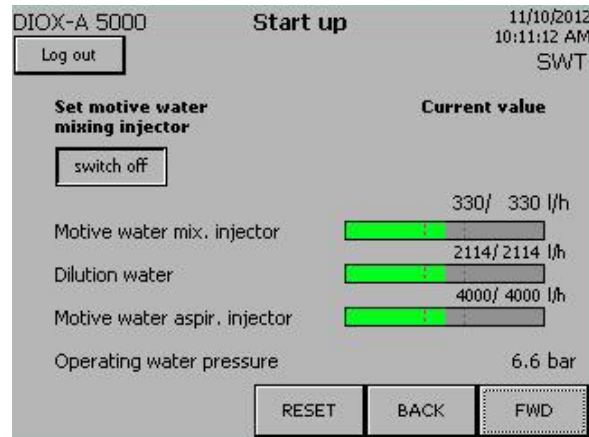 DIOX-A 5000 Start up 11/10/2012
10:11:12 AM
Log out
SWT
Set motive water Current value
mixing injector
switch off
330/ 330 l/h
Motive water mix. injector
2114/ 2114 l/h
Dilution water
4000/ 4000 l/h
Motive water aspir. injector
Operating water pressure 6.6 bar
RESET BACK FWD